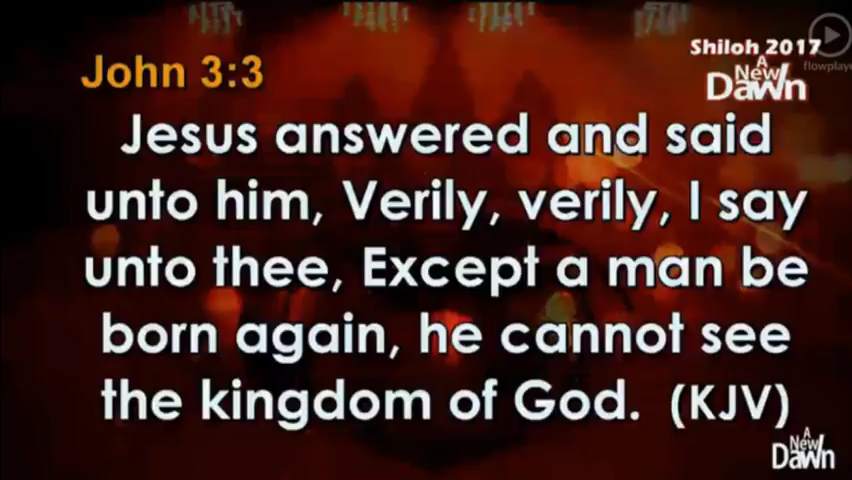 Shiloh 2017
A
New
Dawn
flowplaye
John 3:3
Jesus answered and said
unto him, Verily, verily, I say
unto thee, Except a man be
born again, he cannot see
the kingdom of God. (KJV)
A
New
Dawn